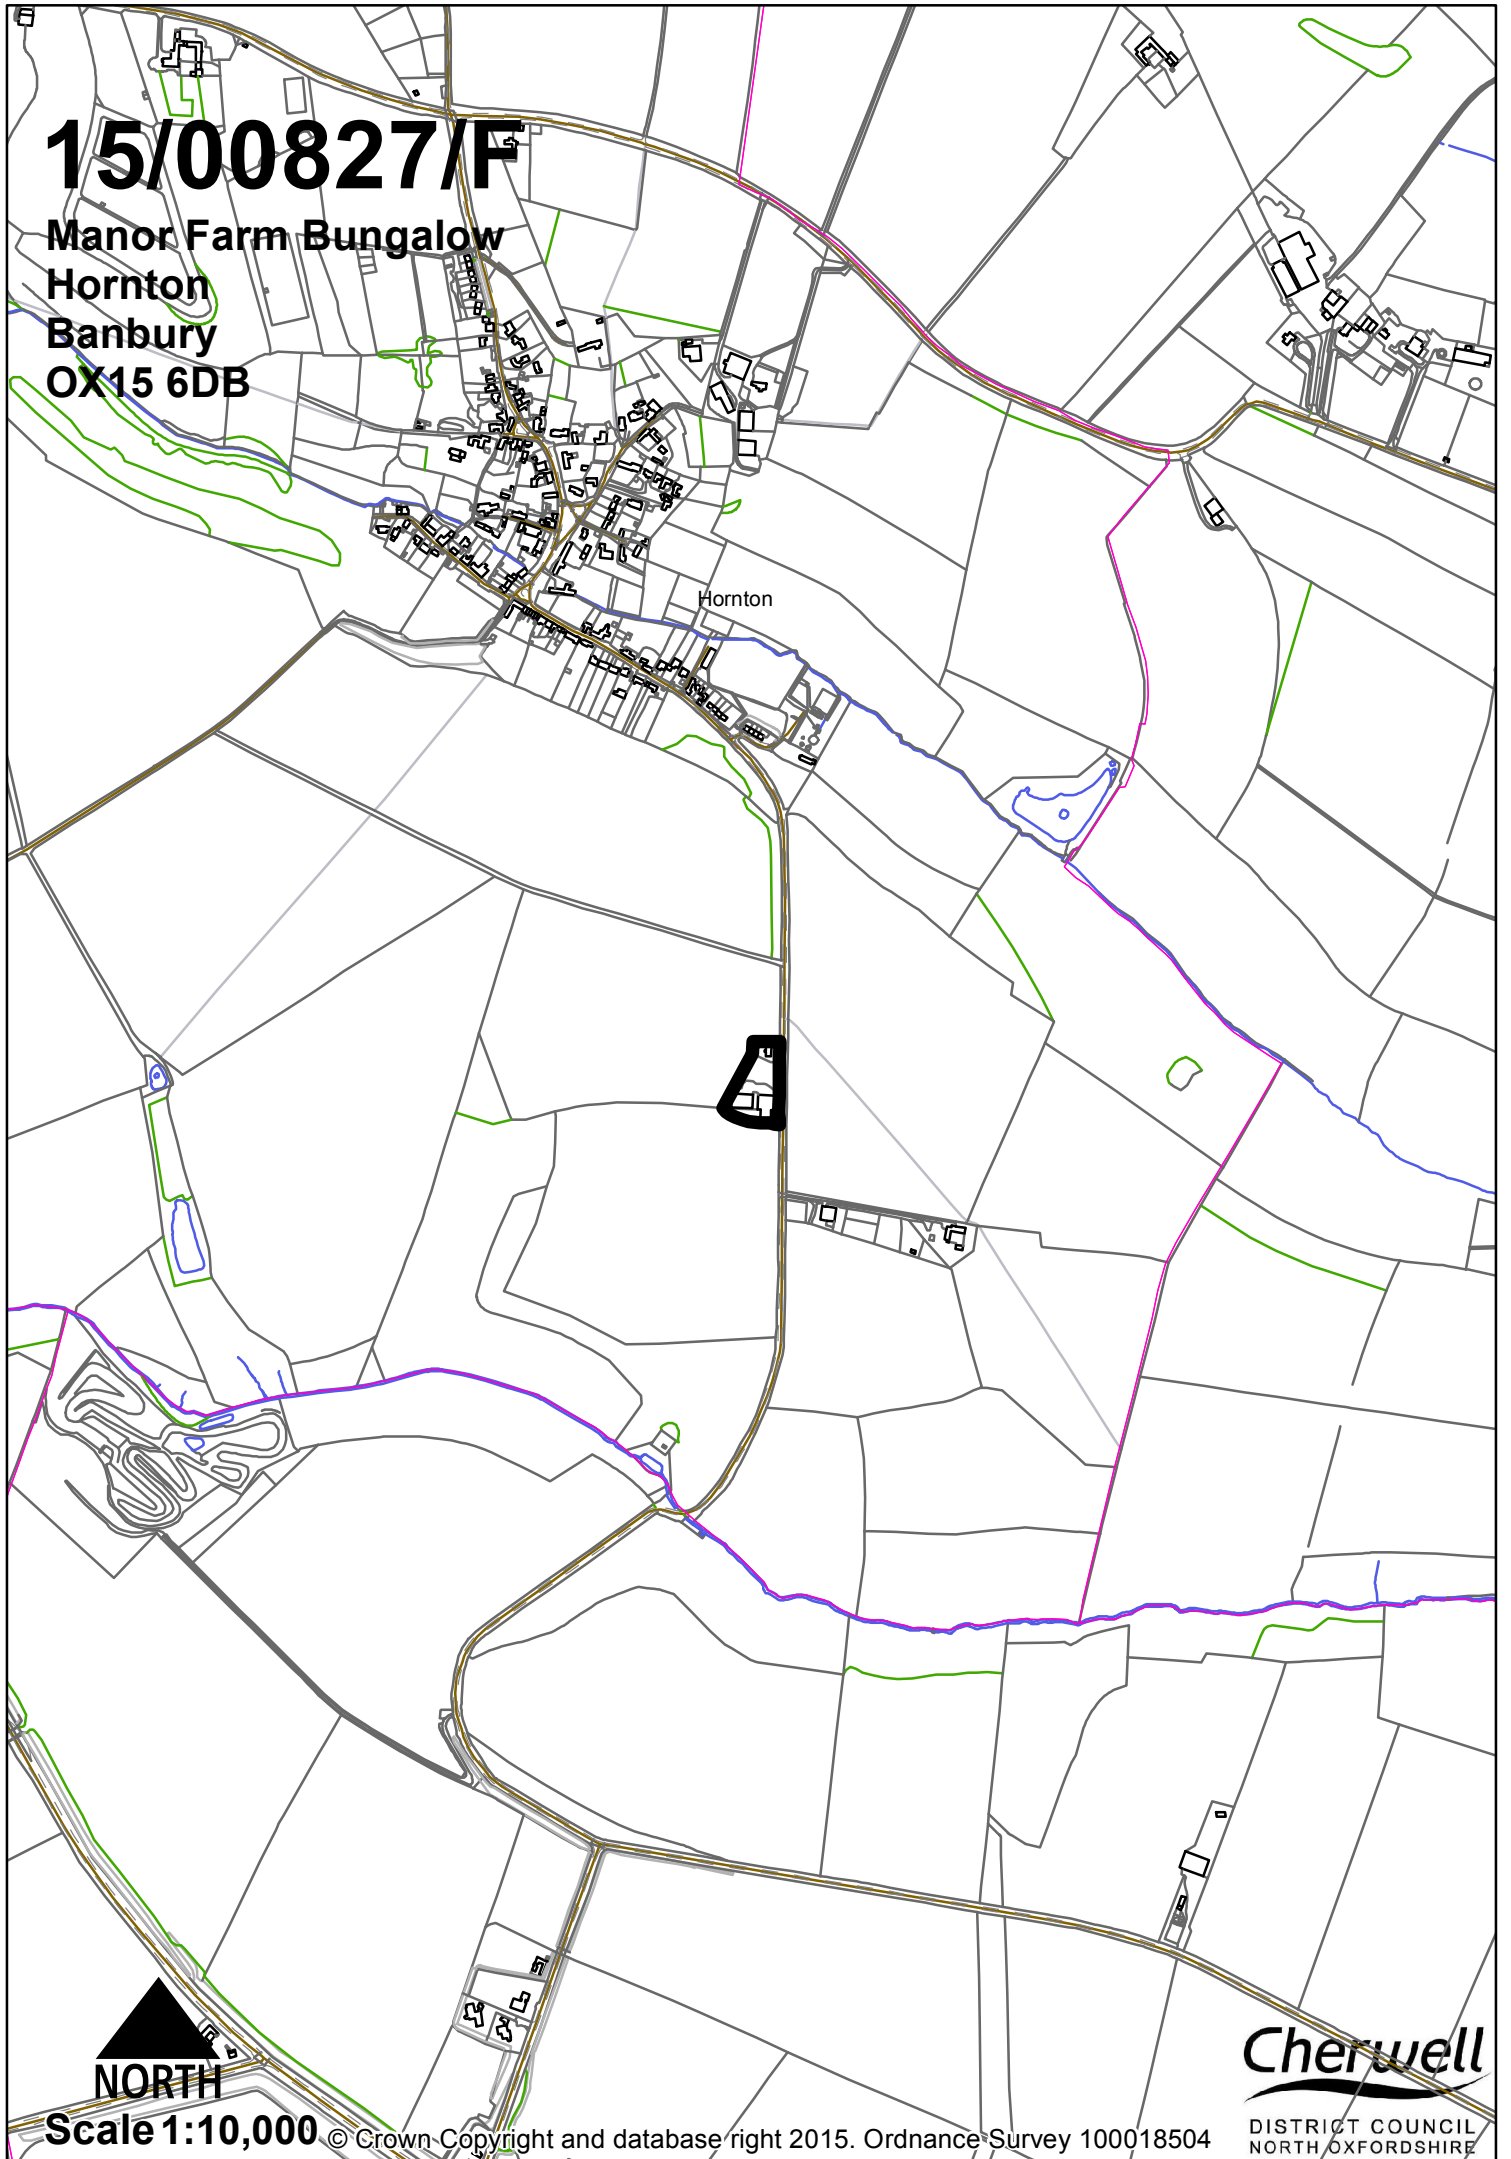 15/00827/F
Manor Farm Bungalow
Hornton
Banbury
OX15 6DB
Hornton
NORTH
Scale 1:10,000
© Crown Copyright and database right 2015. Ordnance Survey 100018504
Cherwell
DISTRICT COUNCIL
NORTH OXFORDSHIRE